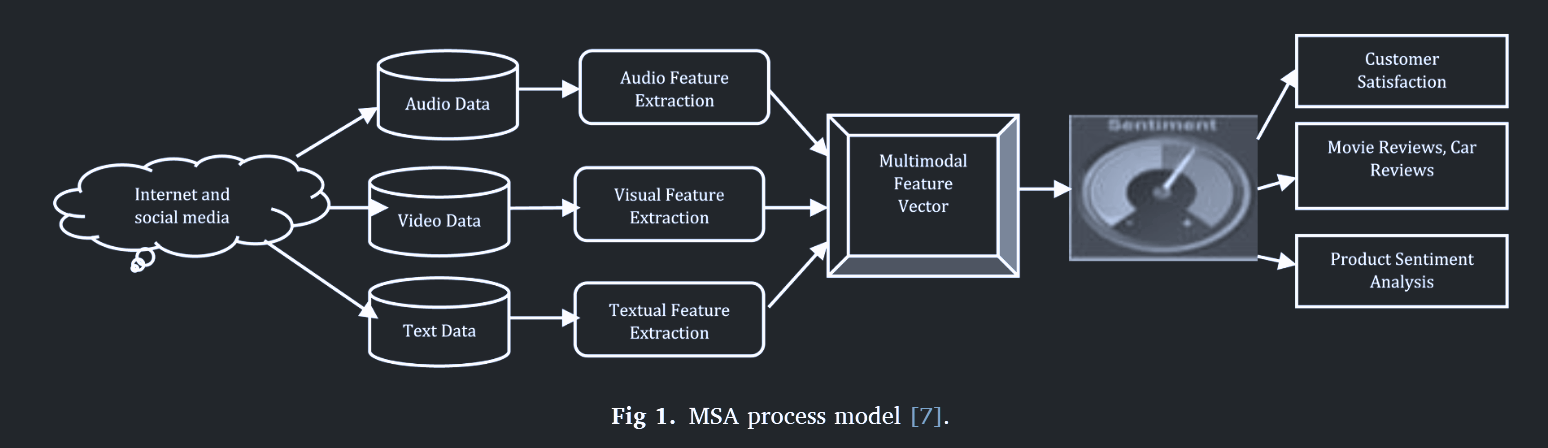 Audio Data
Audio Feature
Extraction
Internet and
social media
Video Data
Visual Feature
Extraction
Text Data
Textual Feature
Extraction
Multimodal
Feature
Vector
Sentiment
Customer
Satisfaction
Movie Reviews, Car
Reviews
Product Sentiment
Analysis
Fig 1. MSA process model [7].